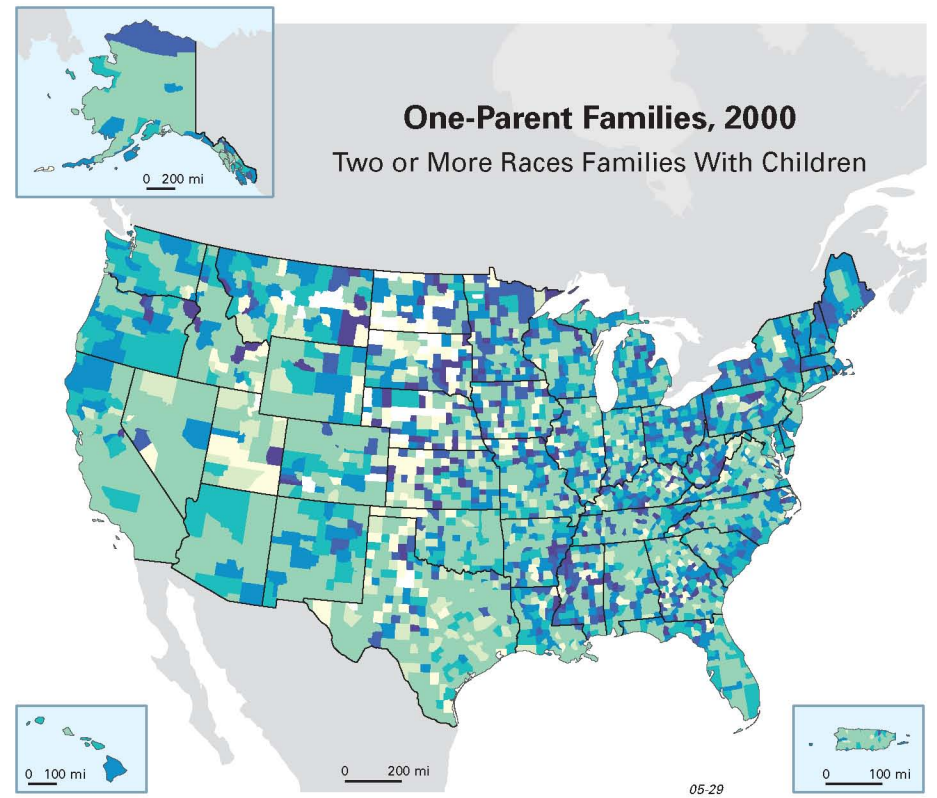 One-Parent Families, 2000
Two or More Races Families With Children
0 200 mi
0 100 mi
0 200 mi
0 100 mi
05-29